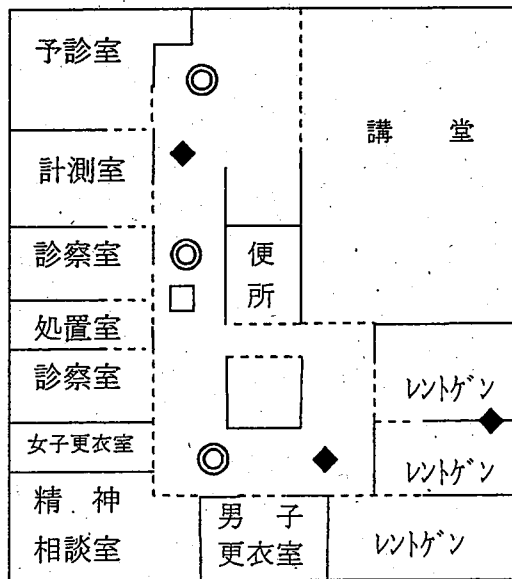 予診室
講堂
計測室
診察室
便
所
処置室
診察室
レントゲン
女子更衣室
レントゲン
精神
相談室
男子
更衣室
レントゲン